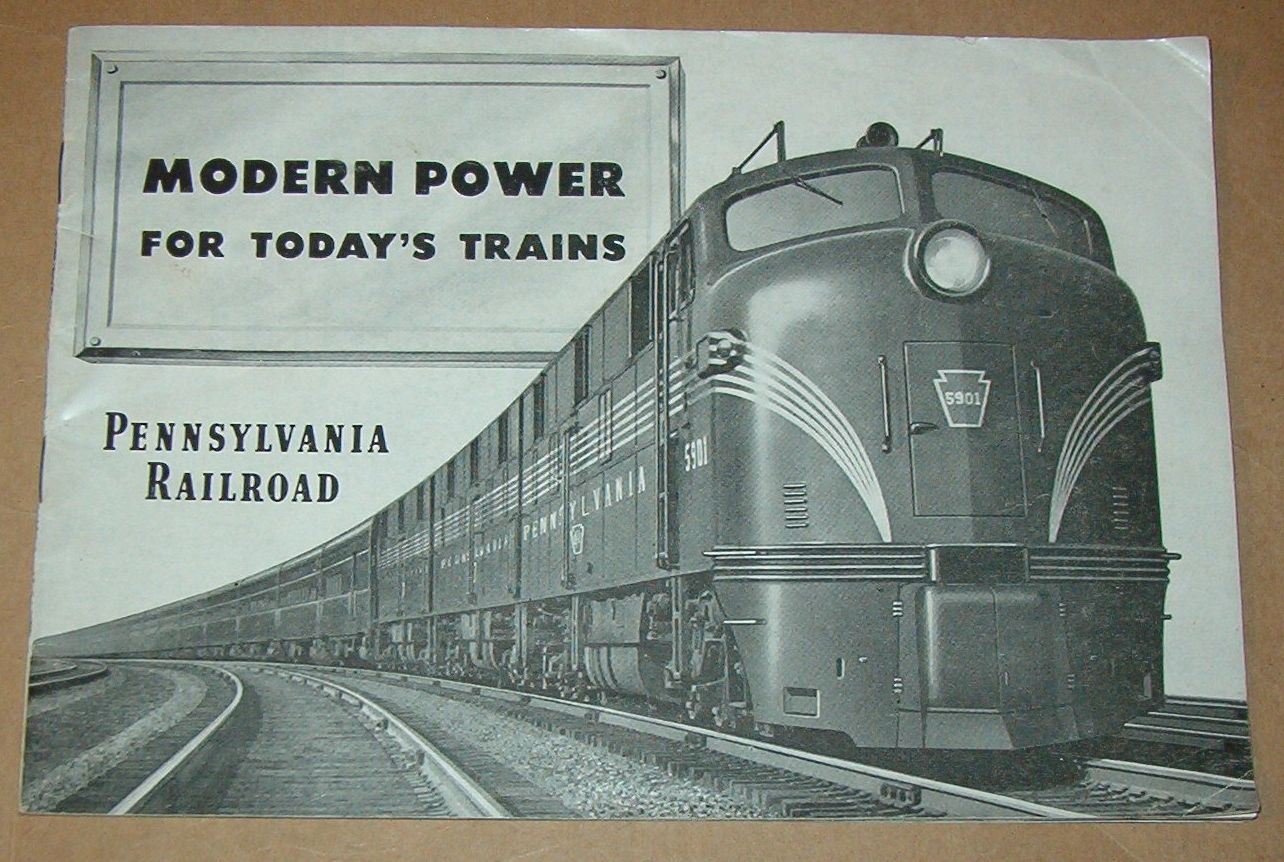 MODERN POWER
FOR TODAY'S TRAINS
PENNSYLVANIA
RAILROAD
5901
5901
PENNSYLVANIA